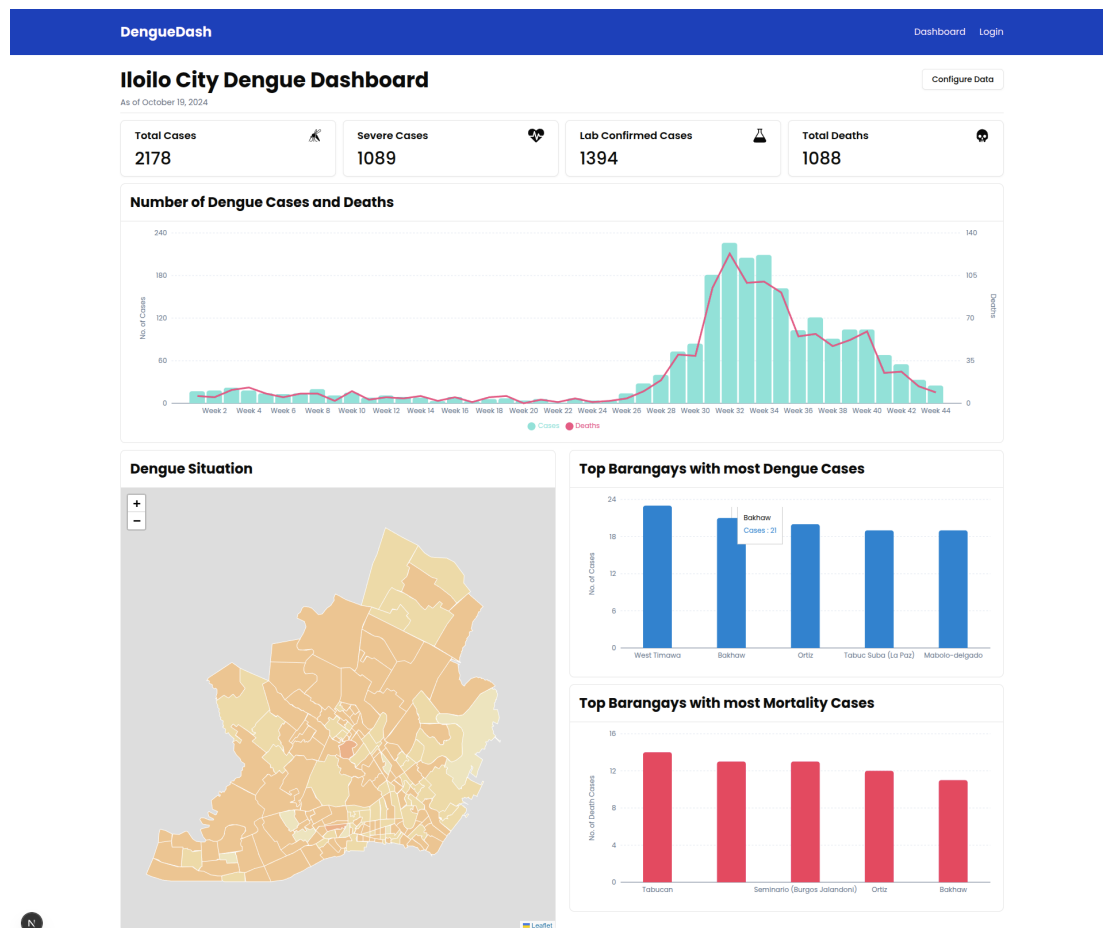 DengueDash
Dashboard Login
Iloilo City Dengue Dashboard
As of October 19, 2024
Configure Data
Total Cases
2178
Severe Cases
1089
Lab Confirmed Cases
1394
Total Deaths
1088
Number of Dengue Cases and Deaths
240
180
120
60
0
No. of Cases
140
105
70
35
0
Deaths
Week 2 Week 4 Week 6 Week 8 Week 10 Week 12 Week 14 Week 16 Week 18 Week 20 Week 22 Week 24 Week 26 Week 28 Week 30 Week 32 Week 34 Week 36 Week 38 Week 40 Week 42 Week 44
Cases Deaths
Dengue Situation
+
−
Leaflet
N
Top Barangays with most Dengue Cases
24
18
12
6
0
No. of Cases
Bakhaw
Cases : 21
West Timawa Bakhaw Ortiz Tabuc Suba (La Paz) Mabolo-delgado
Top Barangays with most Mortality Cases
16
12
8
4
0
No. of Death Cases
Tabucan Seminario (Burgos Jalandoni) Ortiz Bakhaw